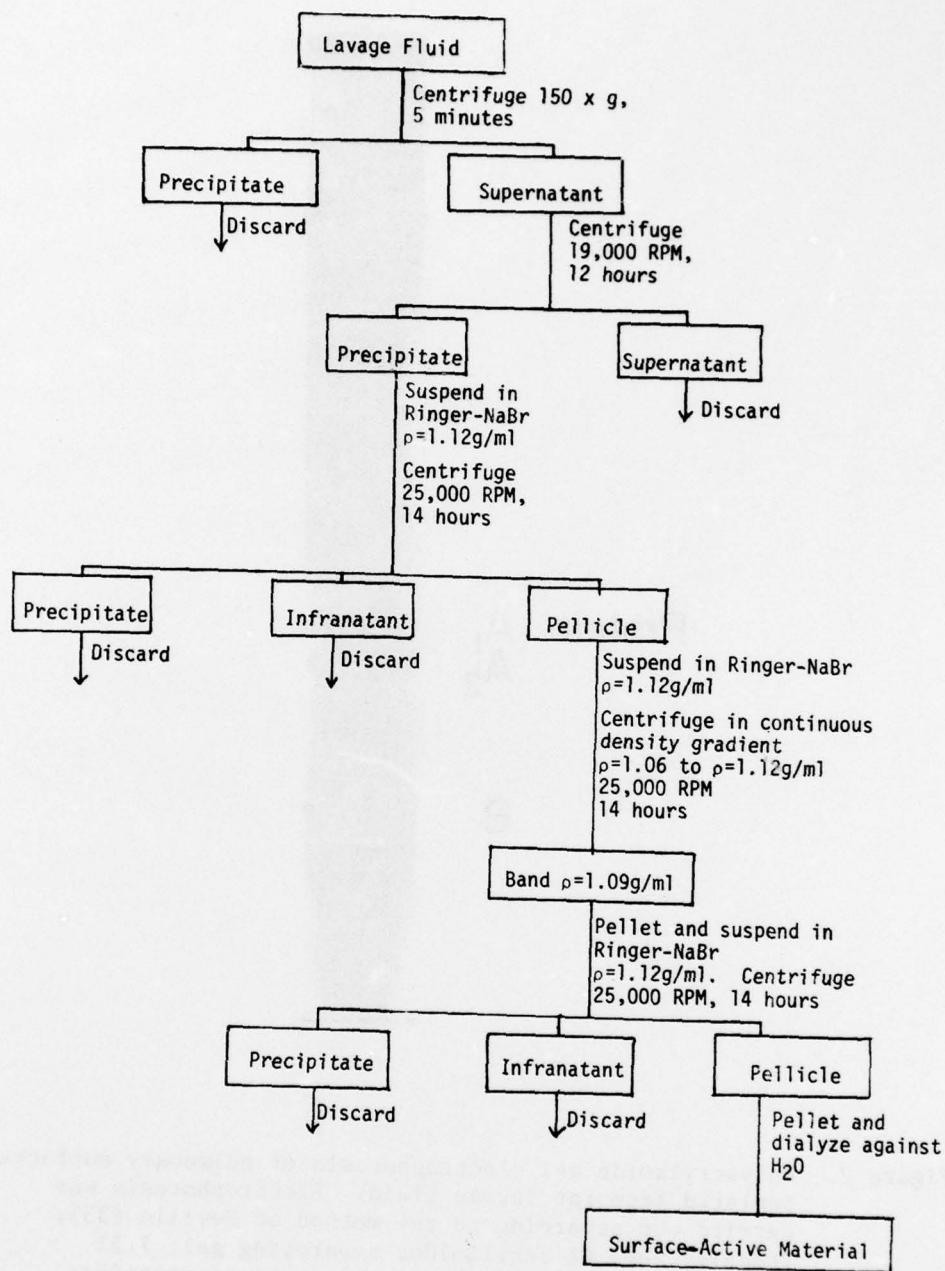 Lavage Fluid
Centrifuge 150 x g,
5 minutes
Precipitate
Supernatant
Discard
Centrifuge
19,000 RPM,
12 hours
Precipitate
Supernatant
Discard
Suspend in
Ringer-NaBr
ρ=1.12g/ml
Centrifuge
25,000 RPM,
14 hours
Precipitate
Infranatant
Pellicle
Discard
Discard
Suspend in Ringer-NaBr
ρ=1.12g/ml
Centrifuge in continuous
density gradient
ρ=1.06 to ρ=1.12g/ml
25,000 RPM
14 hours
Band ρ=1.09g/ml
Pellet and suspend in
Ringer-NaBr
ρ=1.12g/ml. Centrifuge
25,000 RPM, 14 hours
Precipitate
Infranatant
Pellicle
Discard
Discard
Pellet and
dialyze against
H₂O
Surface-Active Material